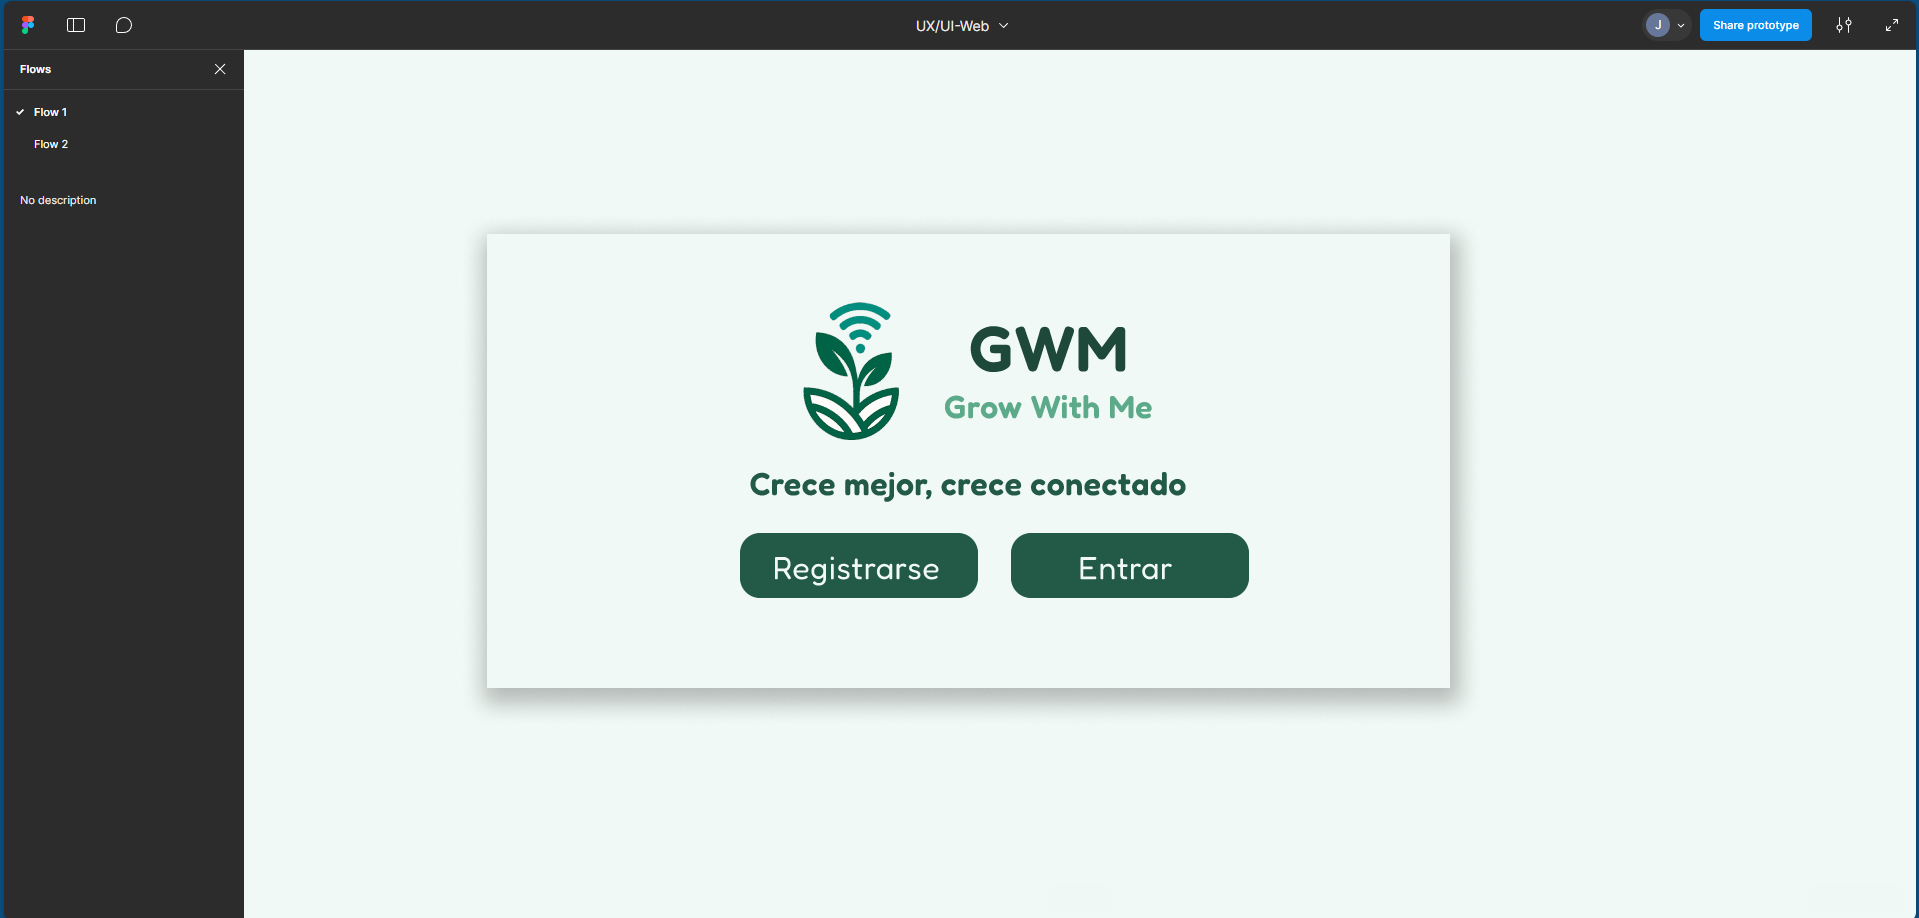 UX/UI-Web
J
Share prototype
Flows
Flow 1
Flow 2
No description
GWM
Grow With Me
Crece mejor, crece conectado
Registrarse
Entrar